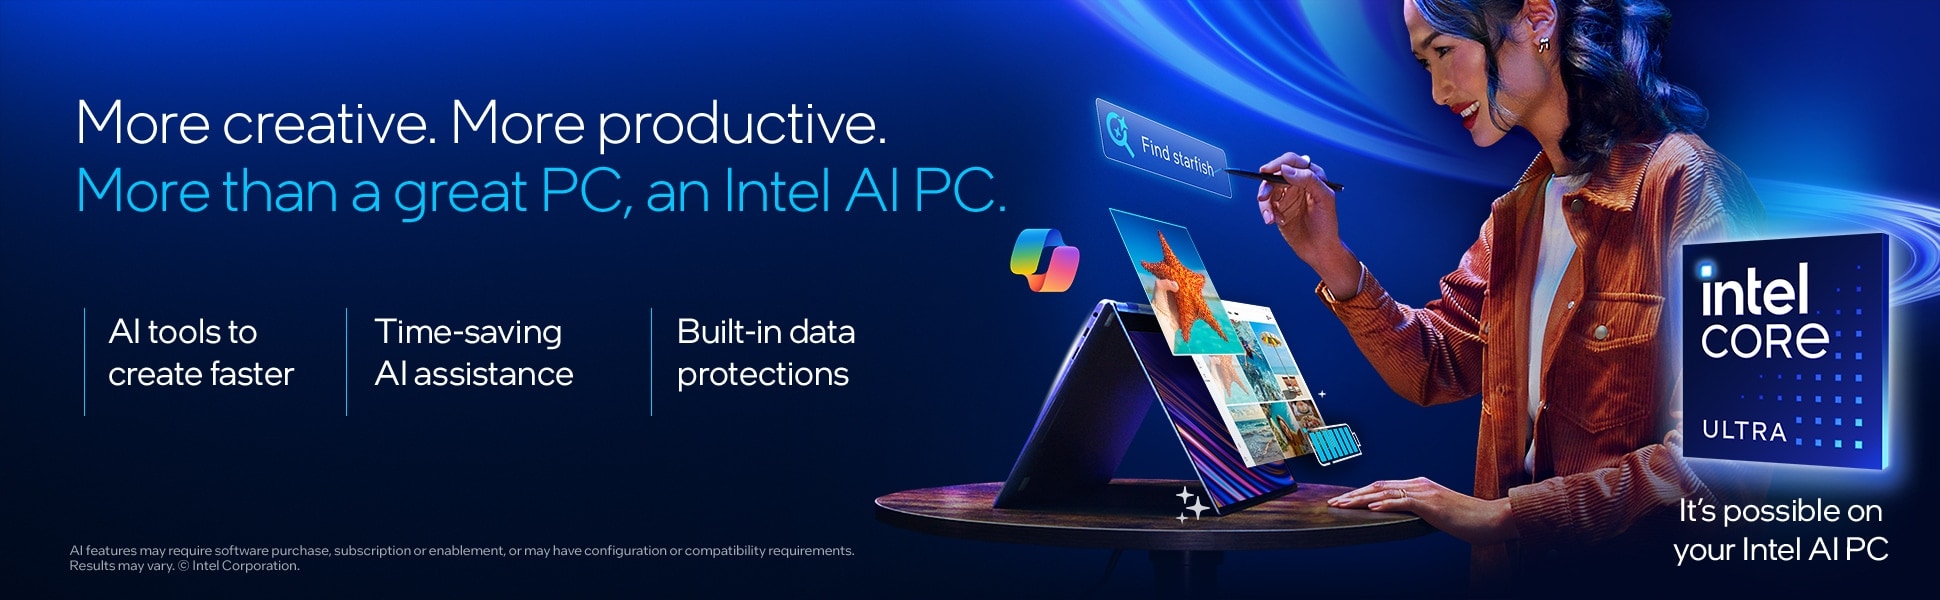 More creative. More productive.
More than a great PC, an Intel AI PC.
AI tools to
create faster
Time-saving
AI assistance
Built-in data
protections
AI features may require software purchase, subscription or enablement, or may have configuration or compatibility requirements.
Results may vary. © Intel Corporation.
Find starfish
intel
CORE
ULTRA
It's possible on
your Intel AI PC